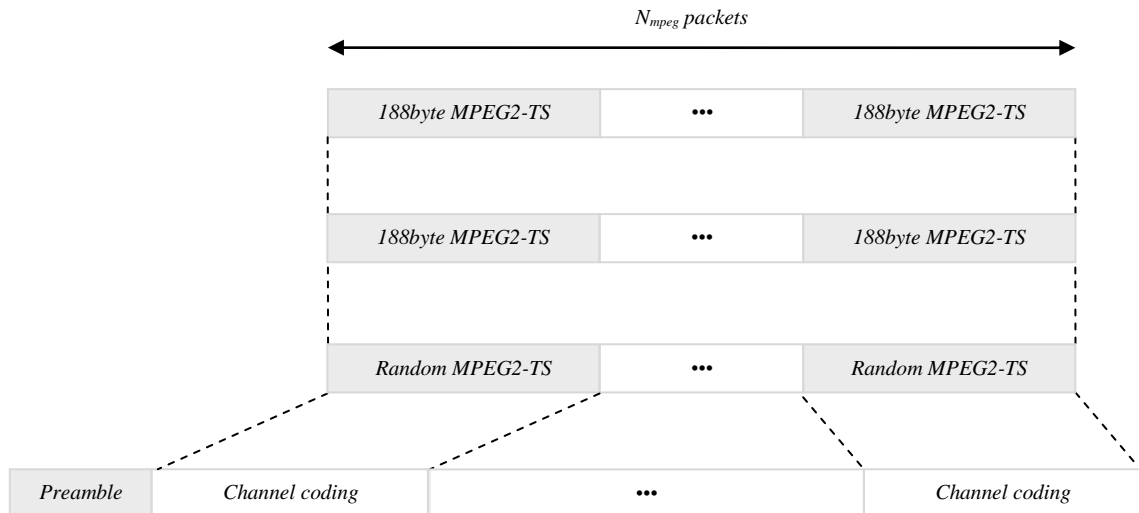 N_mpeg packets
188byte MPEG2-TS ••• 188byte MPEG2-TS
188byte MPEG2-TS ••• 188byte MPEG2-TS
Random MPEG2-TS ••• Random MPEG2-TS
Preamble Channel coding ••• Channel coding